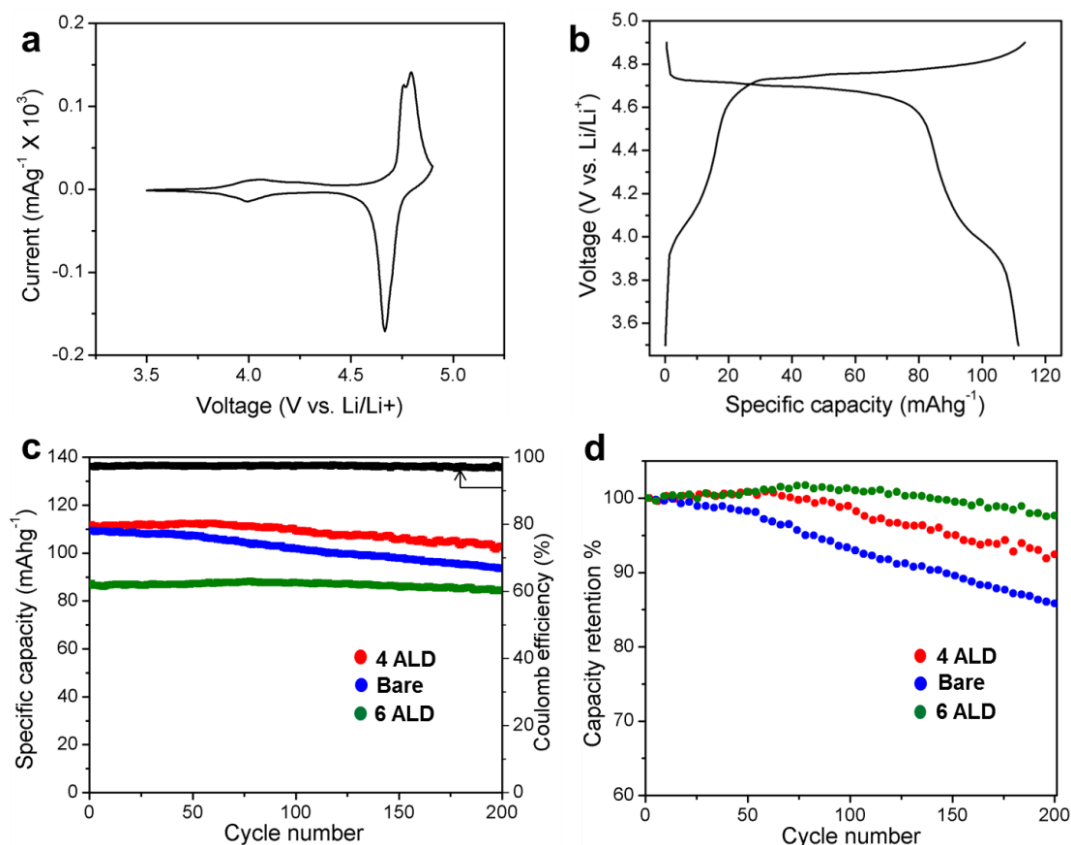 a
0.2
0.1
0.0
-0.1
-0.2
Current (mAg⁻¹ X 10³)
3.5 4.0 4.5 5.0
Voltage (V vs. Li/Li+)
b
5.0
4.8
4.6
4.4
4.2
4.0
3.8
3.6
Voltage (V vs. Li/Li⁺)
0 20 40 60 80 100 120
Specific capacity (mAhg⁻¹)
c
140
120
100
80
60
40
20
0
Specific capacity (mAhg⁻¹)
100
80
60
40
20
0
Coulomb efficiency (%)
4 ALD
Bare
6 ALD
0 50 100 150 200
Cycle number
d
100
90
80
70
60
Capacity retention %
4 ALD
Bare
6 ALD
0 50 100 150 200
Cycle number